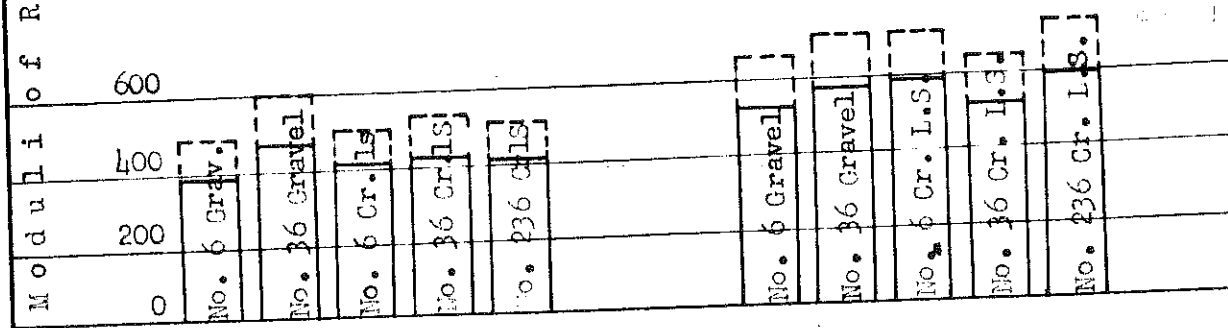 Moduli of R
600
400
200
0
No. 6 Grav.
No. 36 Gravel
No. 6 Cr. ls
No. 36 Cr. ls
No. 236 Cr. ls
No. 6 Gravel
No. 36 Gravel
No. 6 Cr. L.S.
No. 36 Cr. L.S.
No. 236 Cr. L.S.